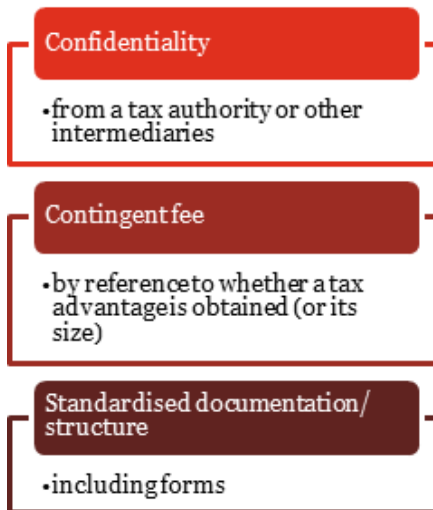 Confidentiality
•from a tax authority or other
intermediaries
Contingent fee
•by reference to whether a tax
advantage is obtained (or its
size)
Standardised documentation/
structure
•including forms